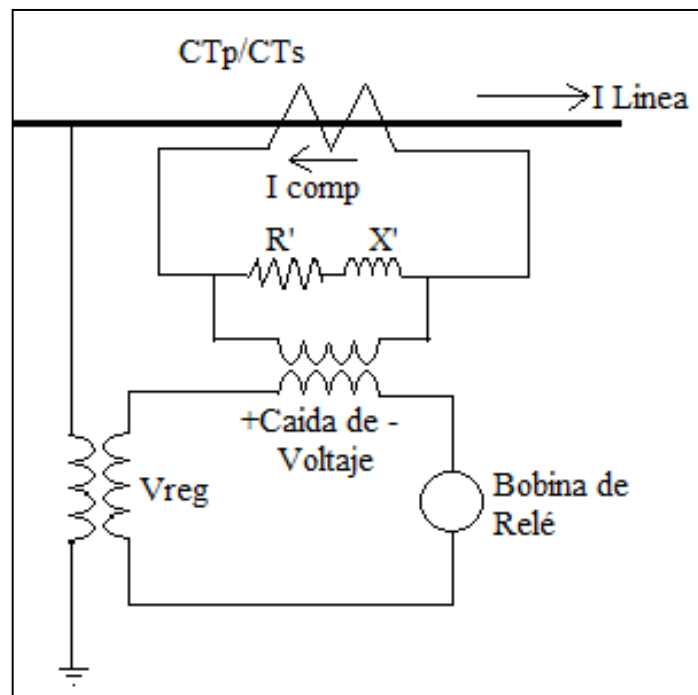 CTp/CTs
I Linea
I comp
R' X'
+Caida de -
Voltaje
Vreg
Bobina de
Relé